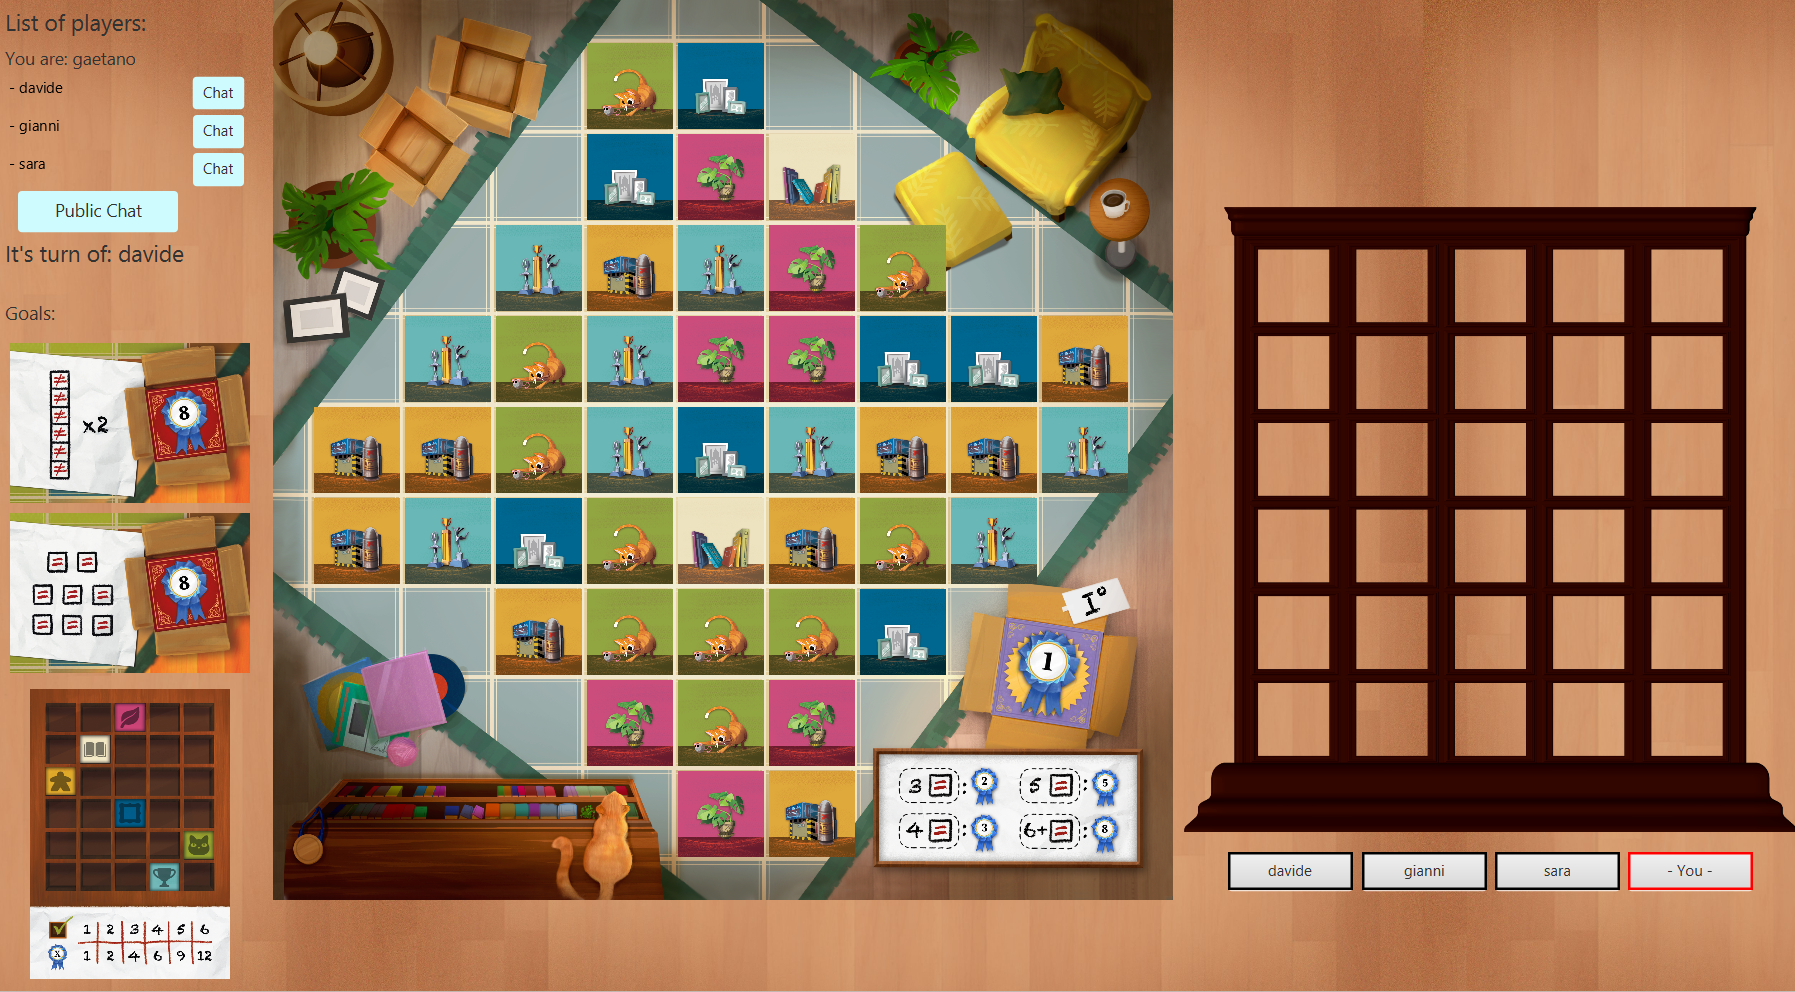 List of players:
You are: gaetano
- davide
Chat
- gianni
Chat
- sara
Chat
Public Chat
It's turn of: davide
Goals:
x2
8
8
1 2 3 4 5 6
x
1 2 4 6 9 12
I°
1
3 = : 2
5 = : 5
4 = : 3
6+ = : 8
davide
gianni
sara
- You -